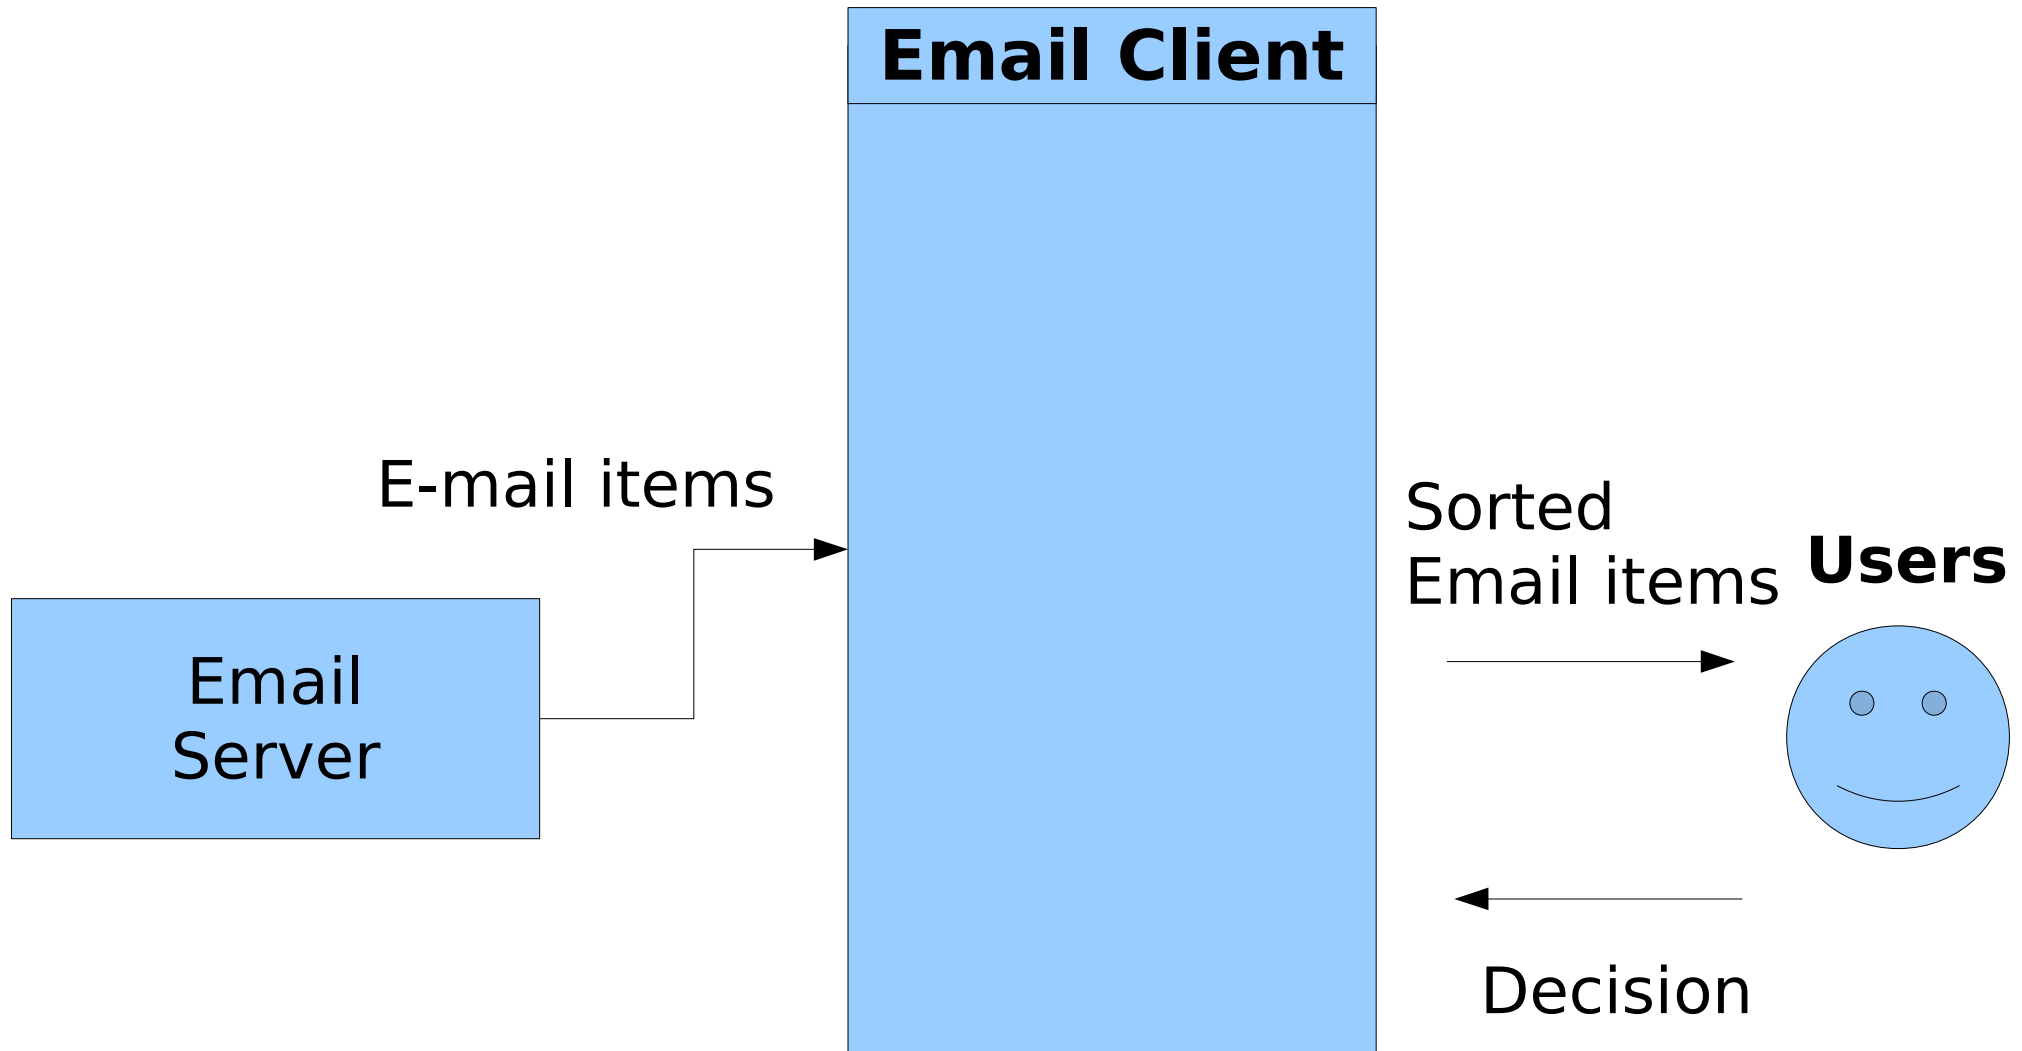 Email Client
E-mail items
Sorted
Email items
Users
Email
Server
Decision